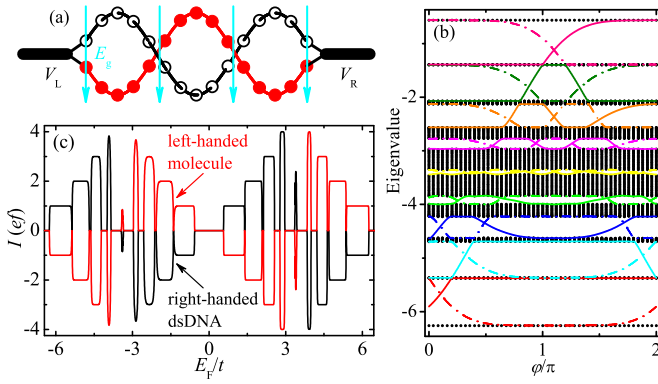 (a)
E_g
V_L
V_R
(b)
Eigenvalue
-2
-4
-6
0
1
2
φ/π
(c)
left-handed
molecule
right-handed
dsDNA
I (ef)
4
2
0
-2
-4
-6
-3
0
3
6
E_F/t